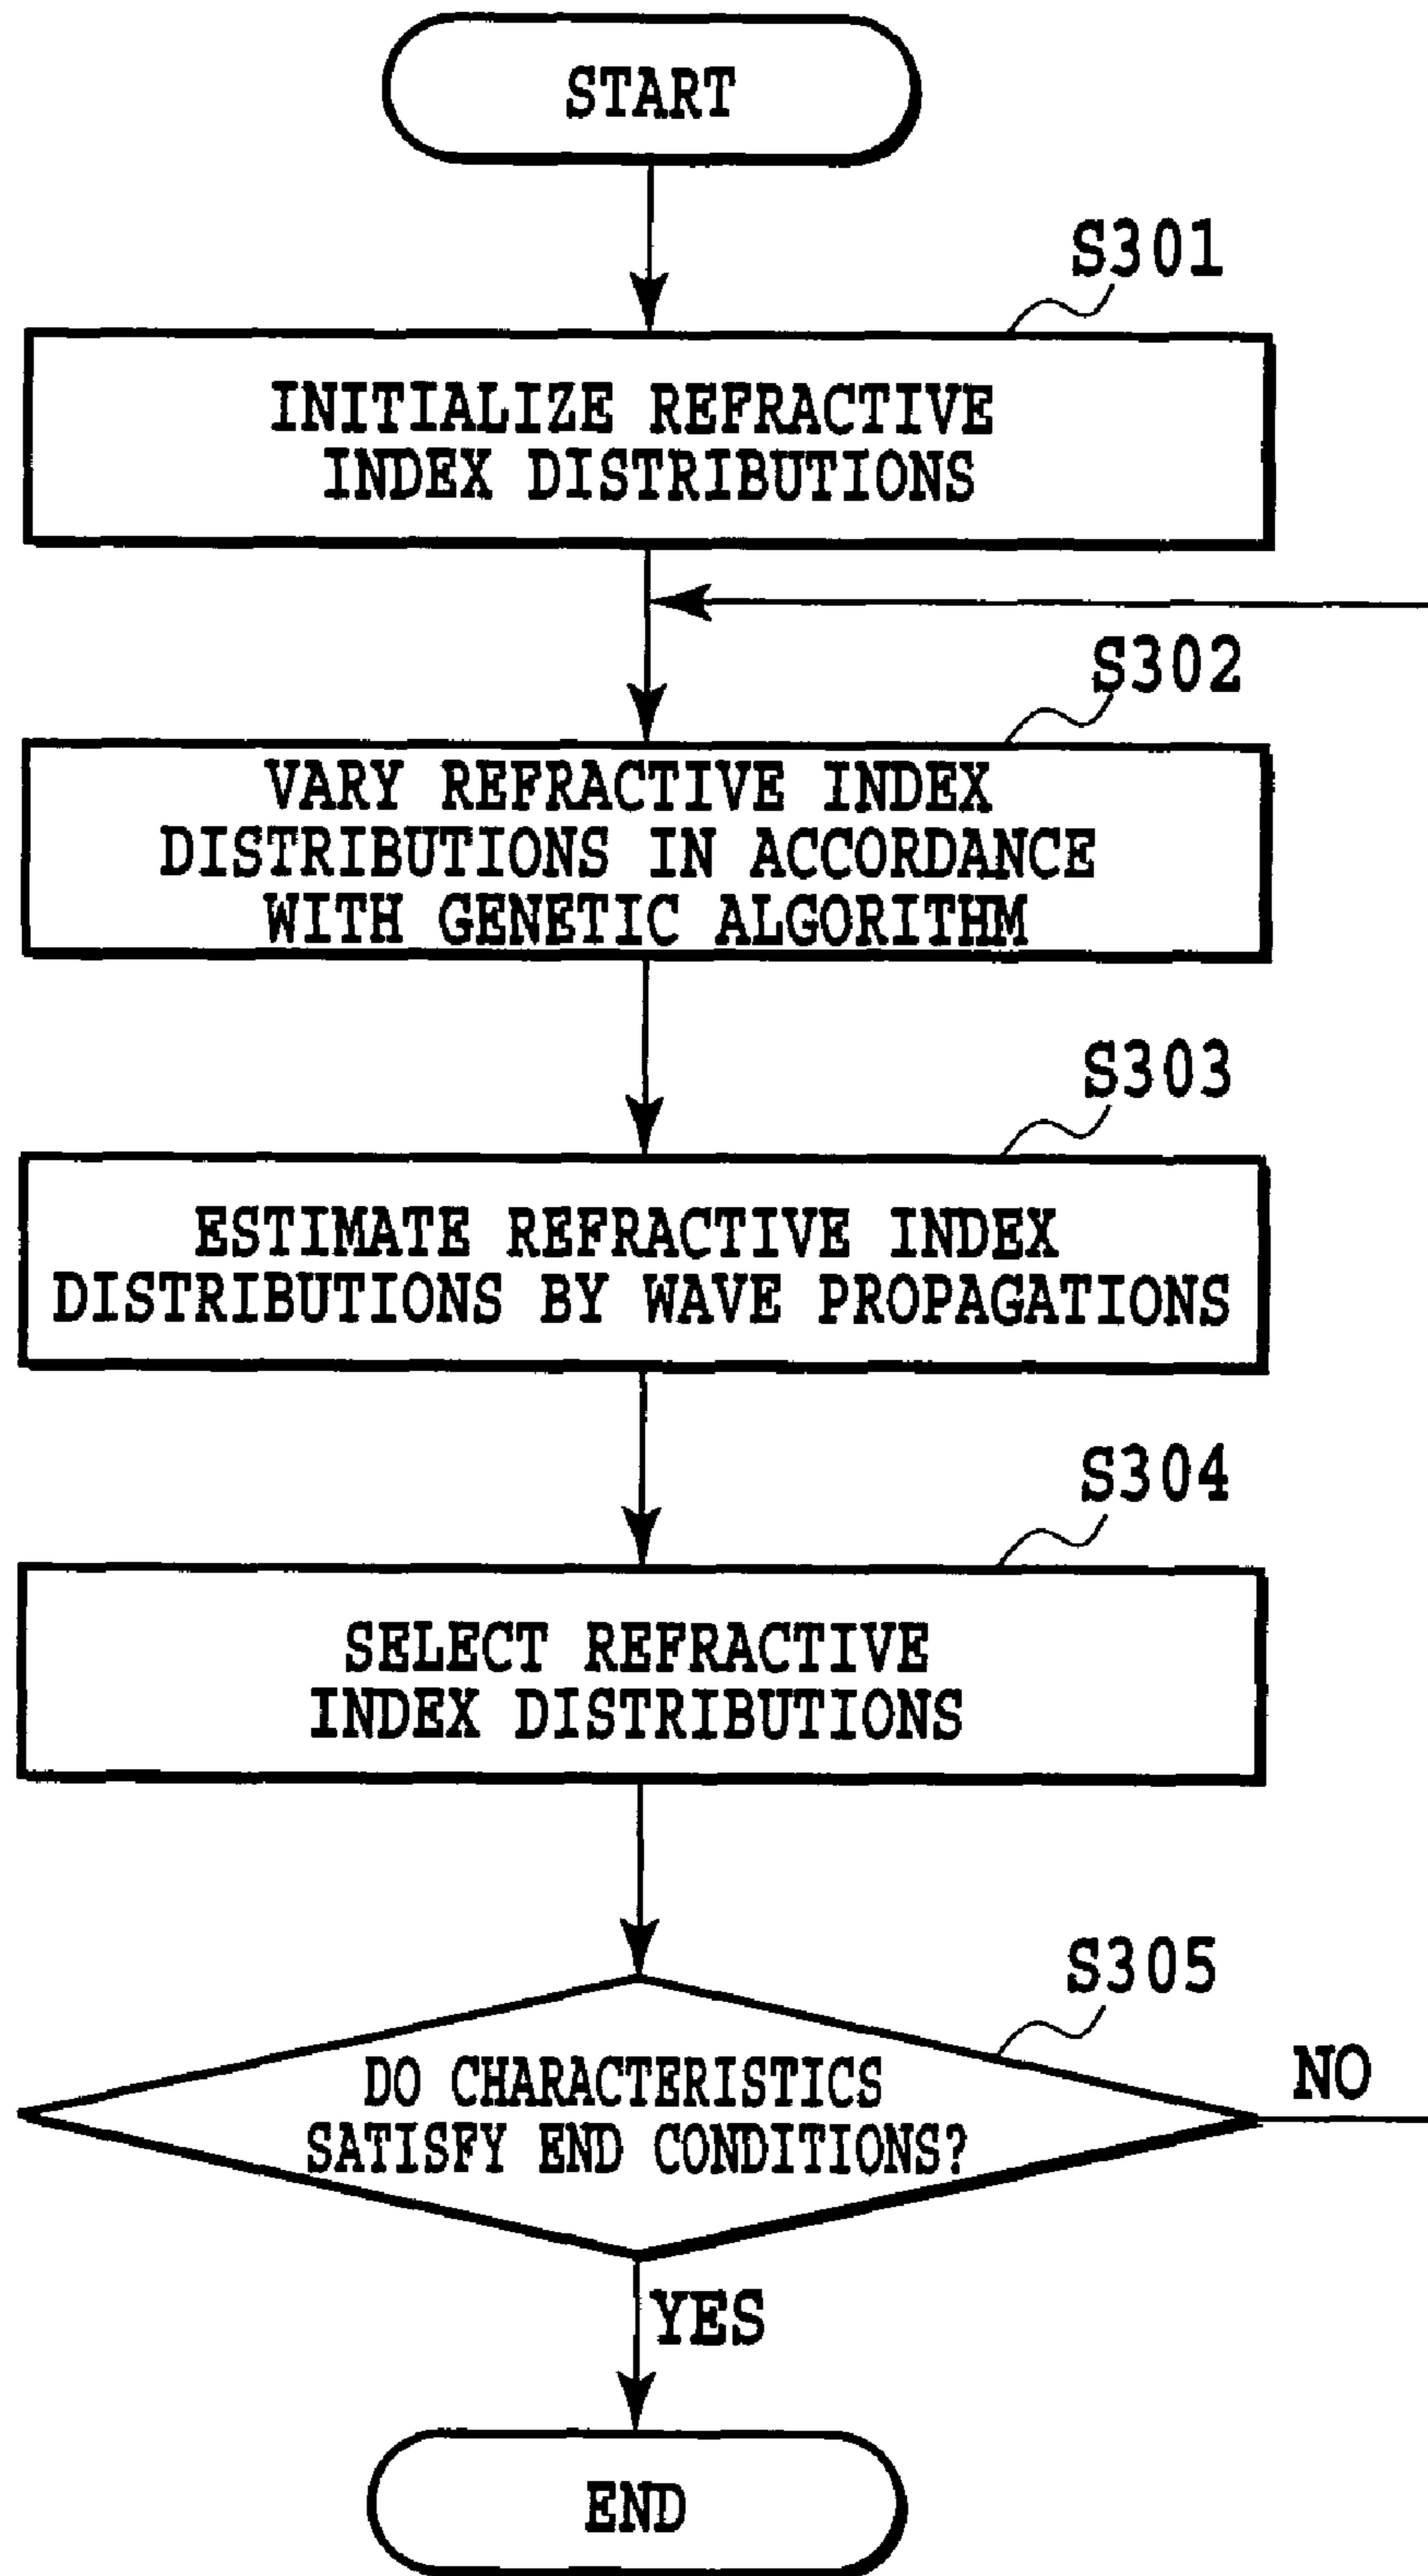 START
S301
INITIALIZE REFRACTIVE
INDEX DISTRIBUTIONS
S302
VARY REFRACTIVE INDEX
DISTRIBUTIONS IN ACCORDANCE
WITH GENETIC ALGORITHM
S303
ESTIMATE REFRACTIVE INDEX
DISTRIBUTIONS BY WAVE PROPAGATIONS
S304
SELECT REFRACTIVE
INDEX DISTRIBUTIONS
S305
DO CHARACTERISTICS
SATISFY END CONDITIONS?
NO
YES
END